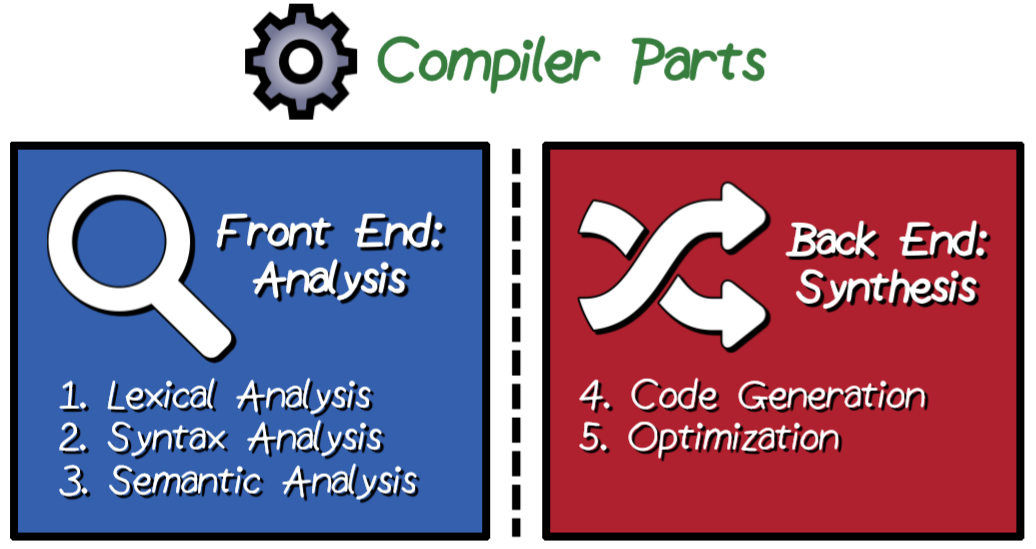 Compiler Parts
Front End:
Analysis
1. Lexical Analysis
2. Syntax Analysis
3. Semantic Analysis
Back End:
Synthesis
4. Code Generation
5. Optimization